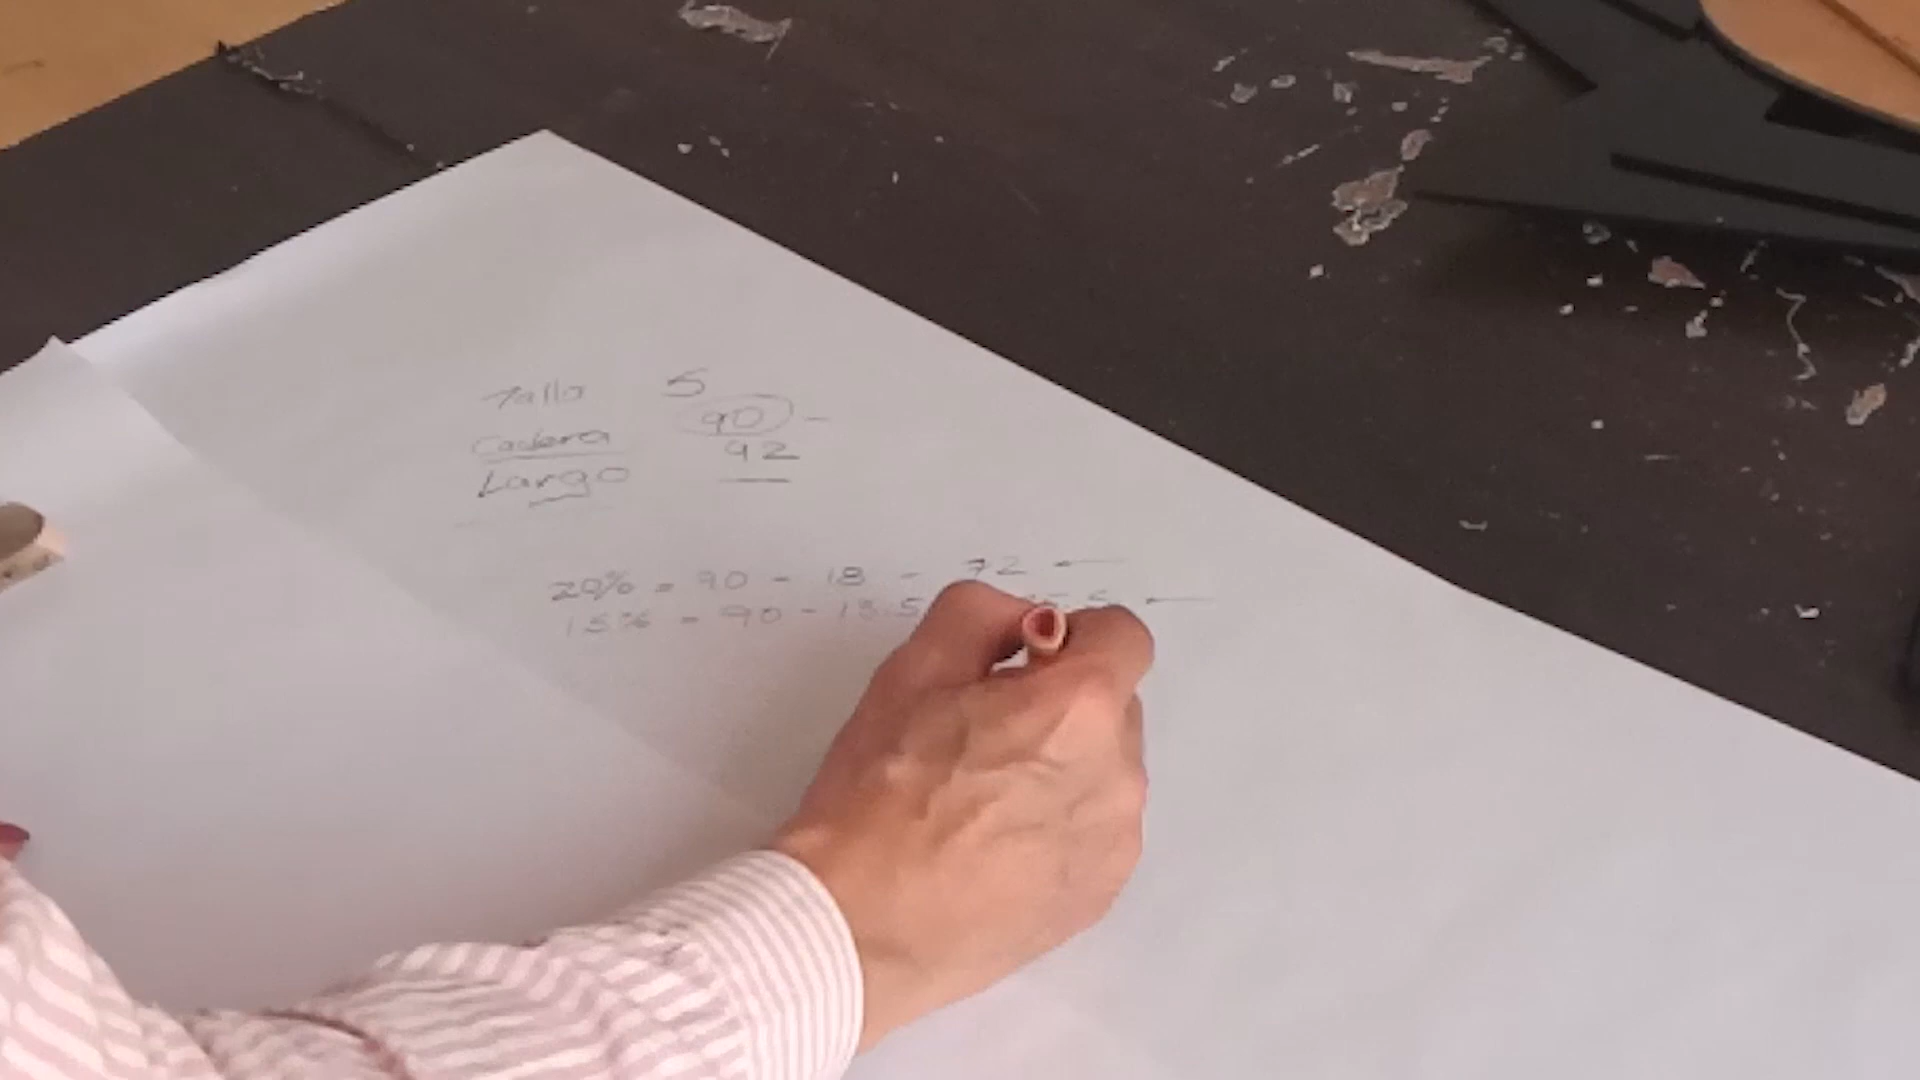 Talla 5
Cadera 90 -
Largo 92
20% = 90 - 18 - 72
15% = 90 - 13.5